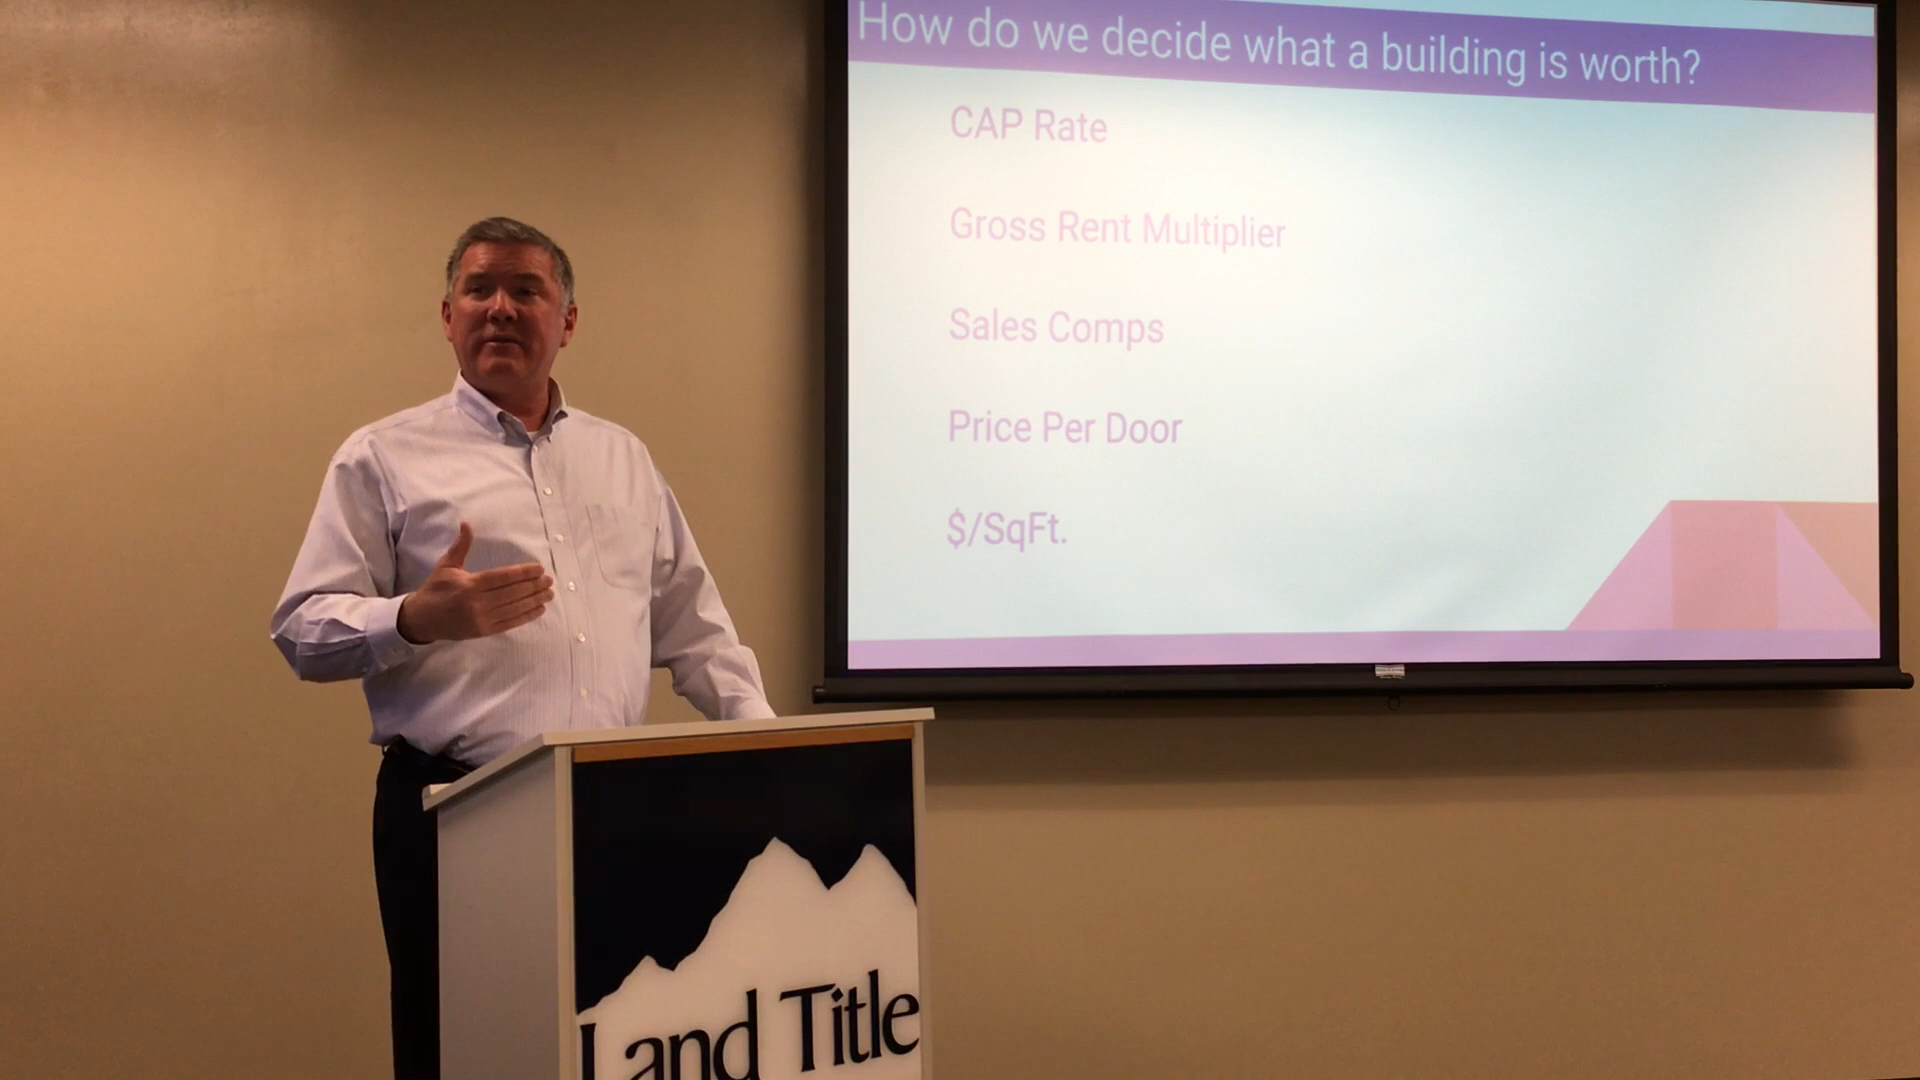 How do we decide what a building is worth?
CAP Rate
Gross Rent Multiplier
Sales Comps
Price Per Door
$/SqFt.
Land Title